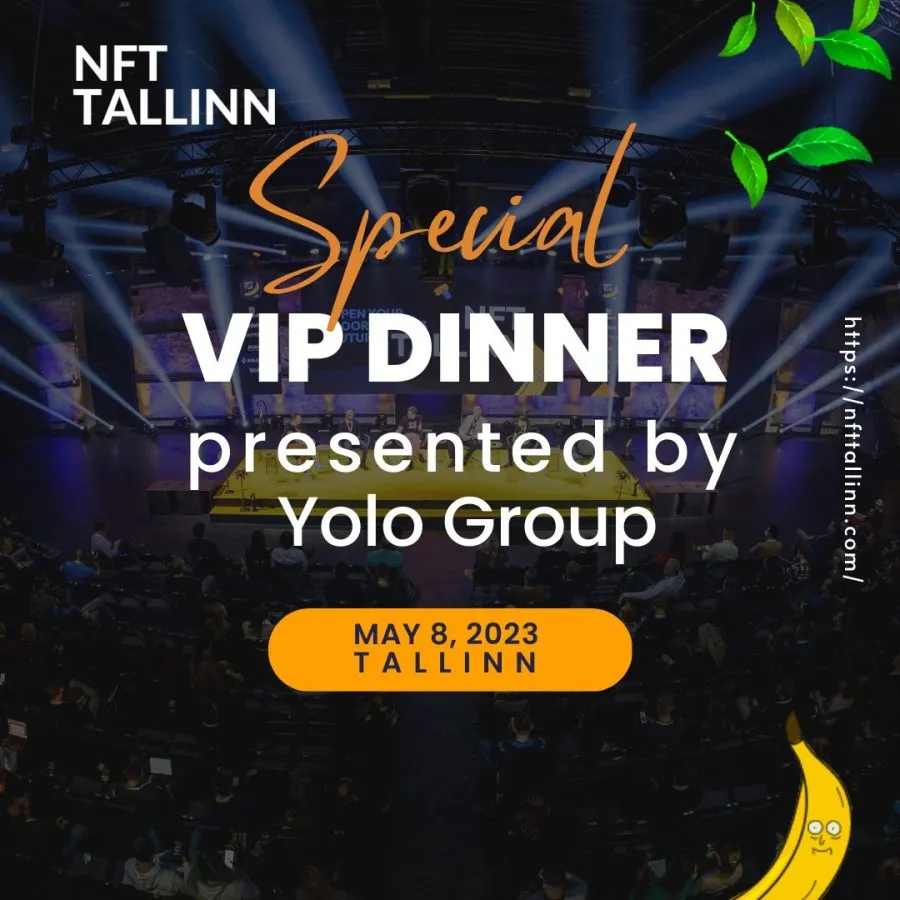 NFT
TALLINN
Special
VIP DINNER
presented by
Yolo Group
MAY 8, 2023
TALLINN
https://nfttallinn.com/